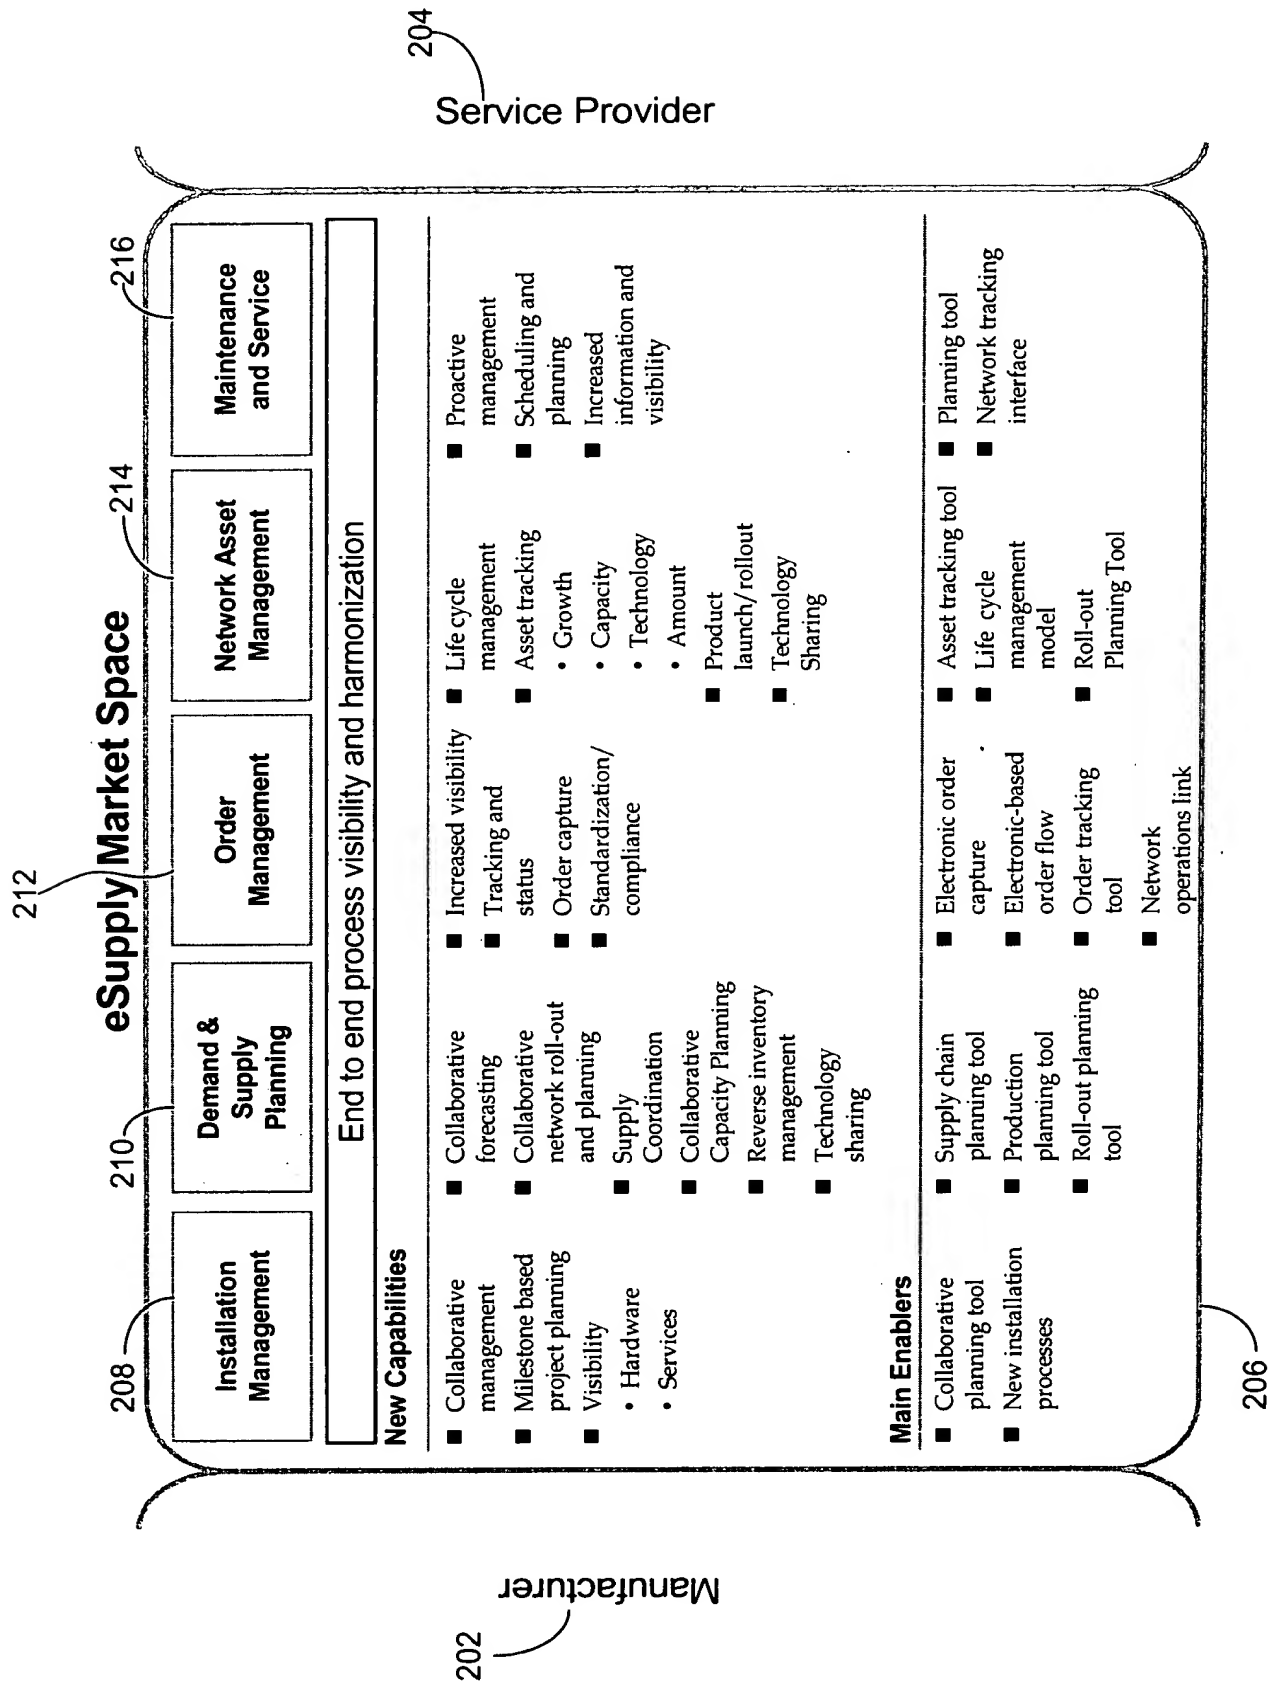 eSupply Market Space
208
210
212
214
216
Installation
Management
Demand &
Supply
Planning
Order
Management
Network Asset
Management
Maintenance
and Service
End to end process visibility and harmonization
New Capabilities
■ Collaborative
management
■ Milestone based
project planning
■ Visibility
• Hardware
• Services
■ Collaborative
forecasting
■ Collaborative
network roll-out
and planning
■ Supply
Coordination
■ Collaborative
Capacity Planning
■ Reverse inventory
management
■ Technology
sharing
■ Increased visibility
■ Tracking and
status
■ Order capture
■ Standardization/
compliance
■ Life cycle
management
■ Asset tracking
• Growth
• Capacity
• Technology
• Amount
■ Product
launch/rollout
■ Technology
Sharing
■ Proactive
management
■ Scheduling and
planning
■ Increased
information and
visibility
Main Enablers
■ Collaborative
planning tool
■ New installation
processes
■ Supply chain
planning tool
■ Production
planning tool
■ Roll-out planning
tool
■ Electronic order
capture
■ Electronic-based
order flow
■ Order tracking
tool
■ Network
operations link
■ Asset tracking tool
■ Life cycle
management
model
■ Roll-out
Planning Tool
■ Planning tool
■ Network tracking
interface
Manufacturer
202
Service Provider
204
206